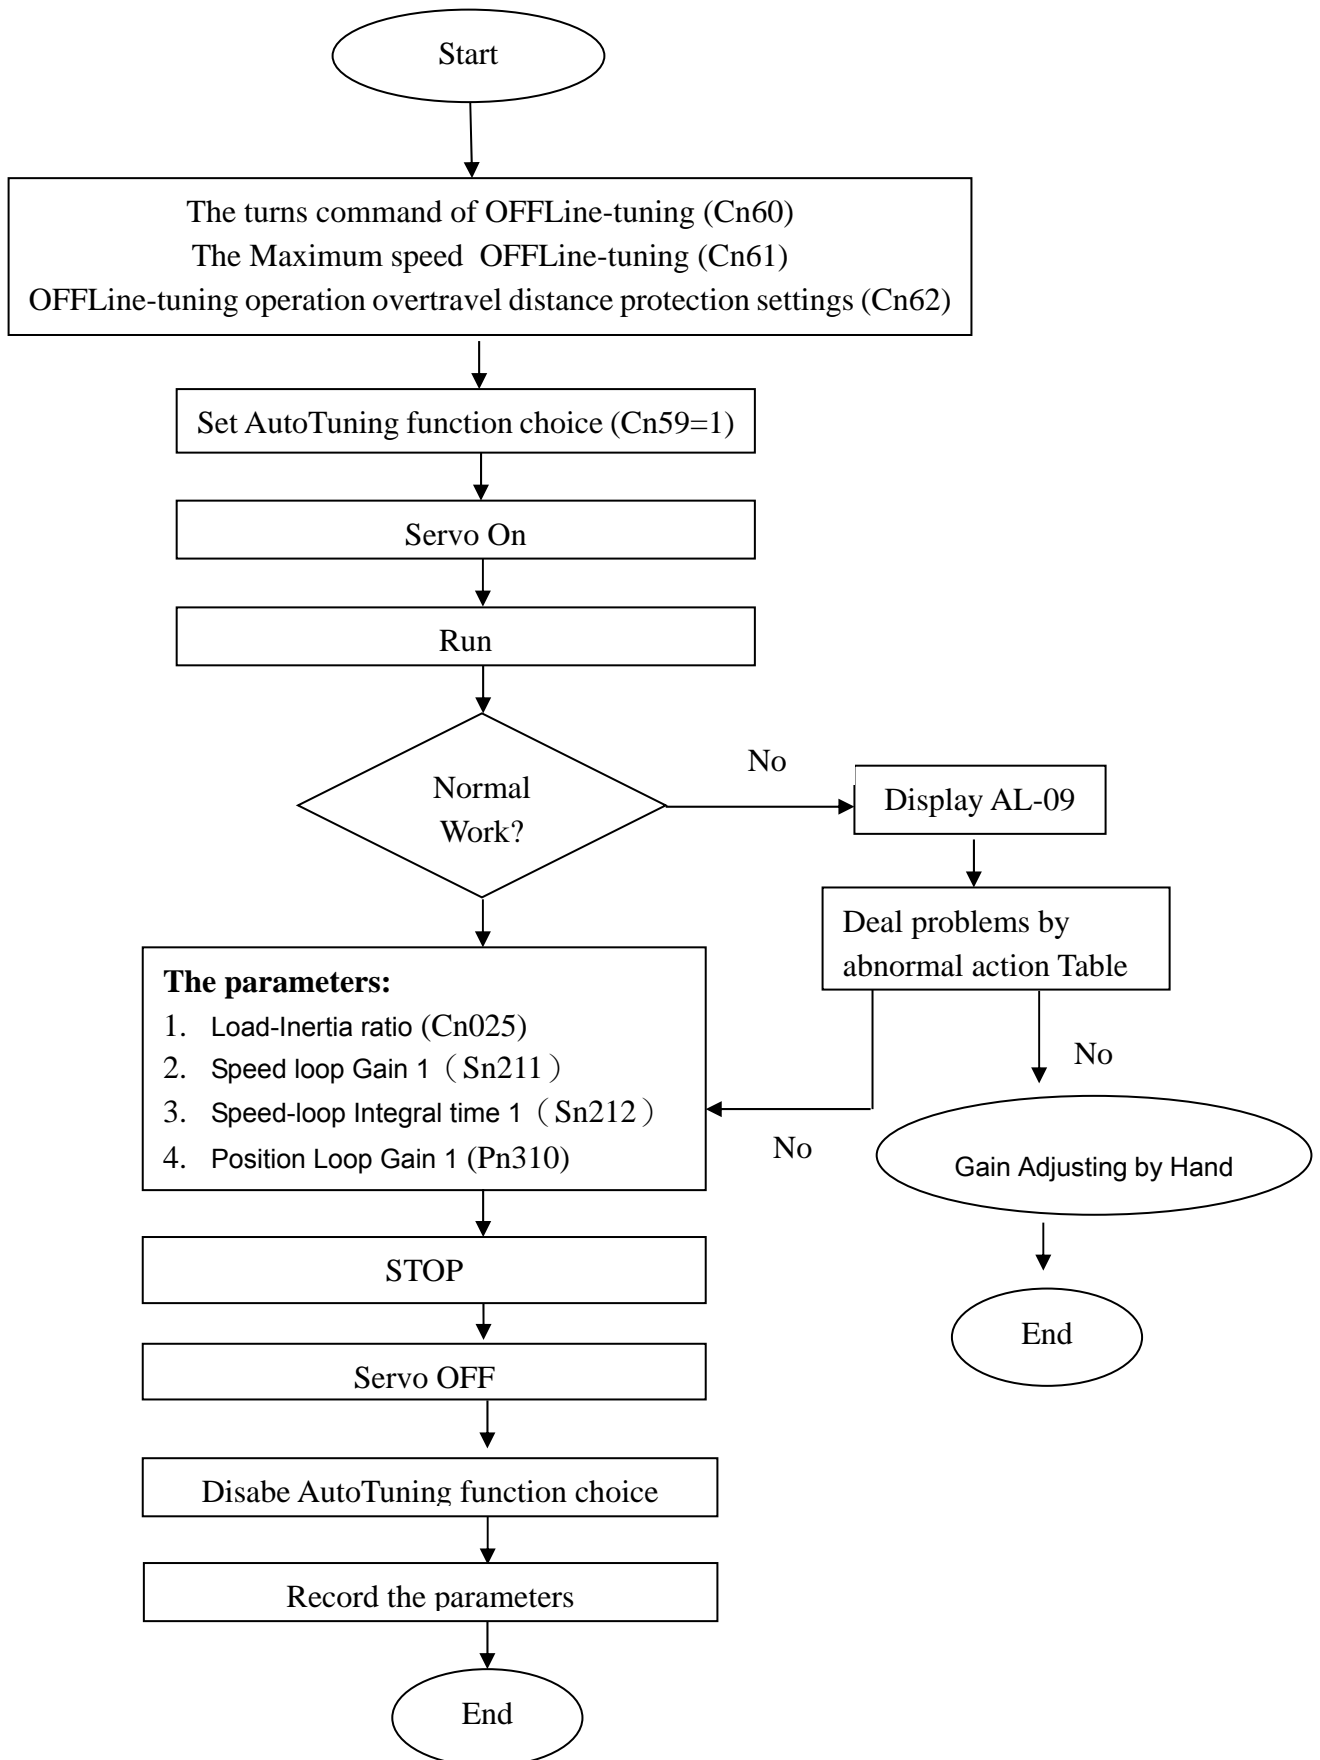 Start
The turns command of OFFLine-tuning (Cn60)
The Maximum speed  OFFLine-tuning (Cn61)
OFFLine-tuning operation overtravel distance protection settings (Cn62)
Set AutoTuning function choice (Cn59=1)
Servo On
Run
Normal
Work?
No
Display AL-09
Deal problems by
abnormal action Table
The parameters:
1. Load-Inertia ratio (Cn025)
2. Speed loop Gain 1（Sn211）
3. Speed-loop Integral time 1（Sn212）
4. Position Loop Gain 1 (Pn310)
No
No
Gain Adjusting by Hand
End
STOP
Servo OFF
Disabe AutoTuning function choice
Record the parameters
End